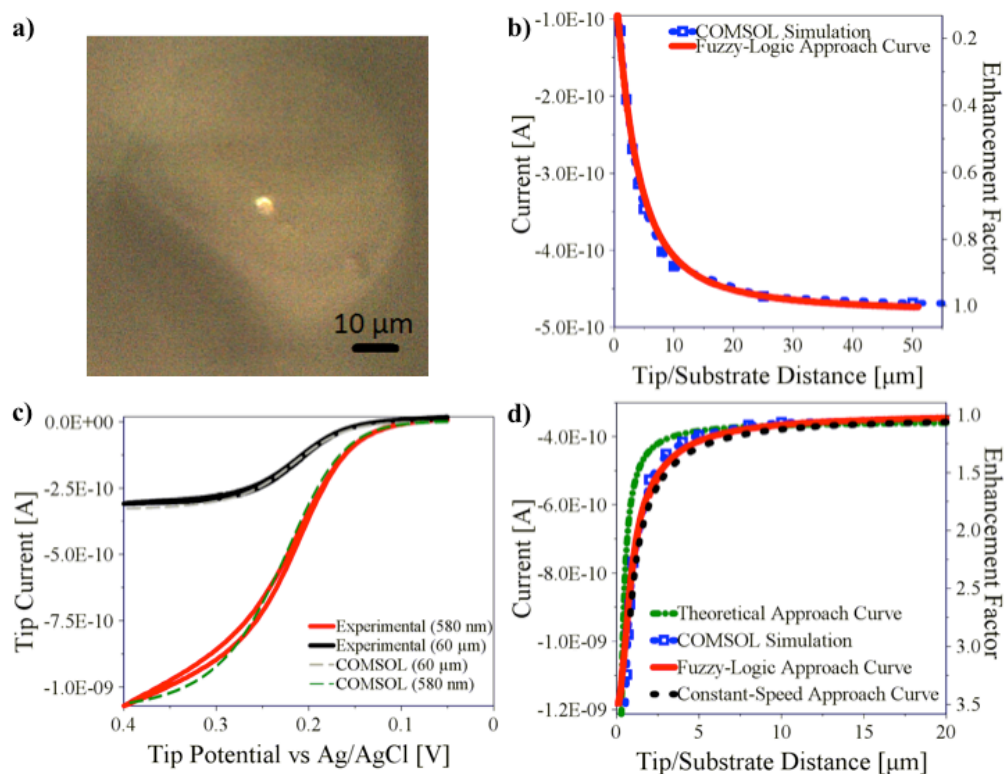 a)
10 µm
b)
-1.0E-10
-2.0E-10
-3.0E-10
-4.0E-10
-5.0E-10
Current [A]
COMSOL Simulation
Fuzzy-Logic Approach Curve
0.2
0.4
0.6
0.8
1.0
Enhancement Factor
0 10 20 30 40 50
Tip/Substrate Distance [µm]
c)
0.0E+00
-2.5E-10
-5.0E-10
-7.5E-10
-1.0E-09
Tip Current [A]
Experimental (580 nm)
Experimental (60 µm)
COMSOL (60 µm)
COMSOL (580 nm)
0.4 0.3 0.2 0.1 0
Tip Potential vs Ag/AgCl [V]
d)
-4.0E-10
-6.0E-10
-8.0E-10
-1.0E-09
-1.2E-09
Current [A]
Theoretical Approach Curve
COMSOL Simulation
Fuzzy-Logic Approach Curve
Constant-Speed Approach Curve
1.0
1.5
2.0
2.5
3.0
3.5
Enhancement Factor
0 5 10 15 20
Tip/Substrate Distance [µm]